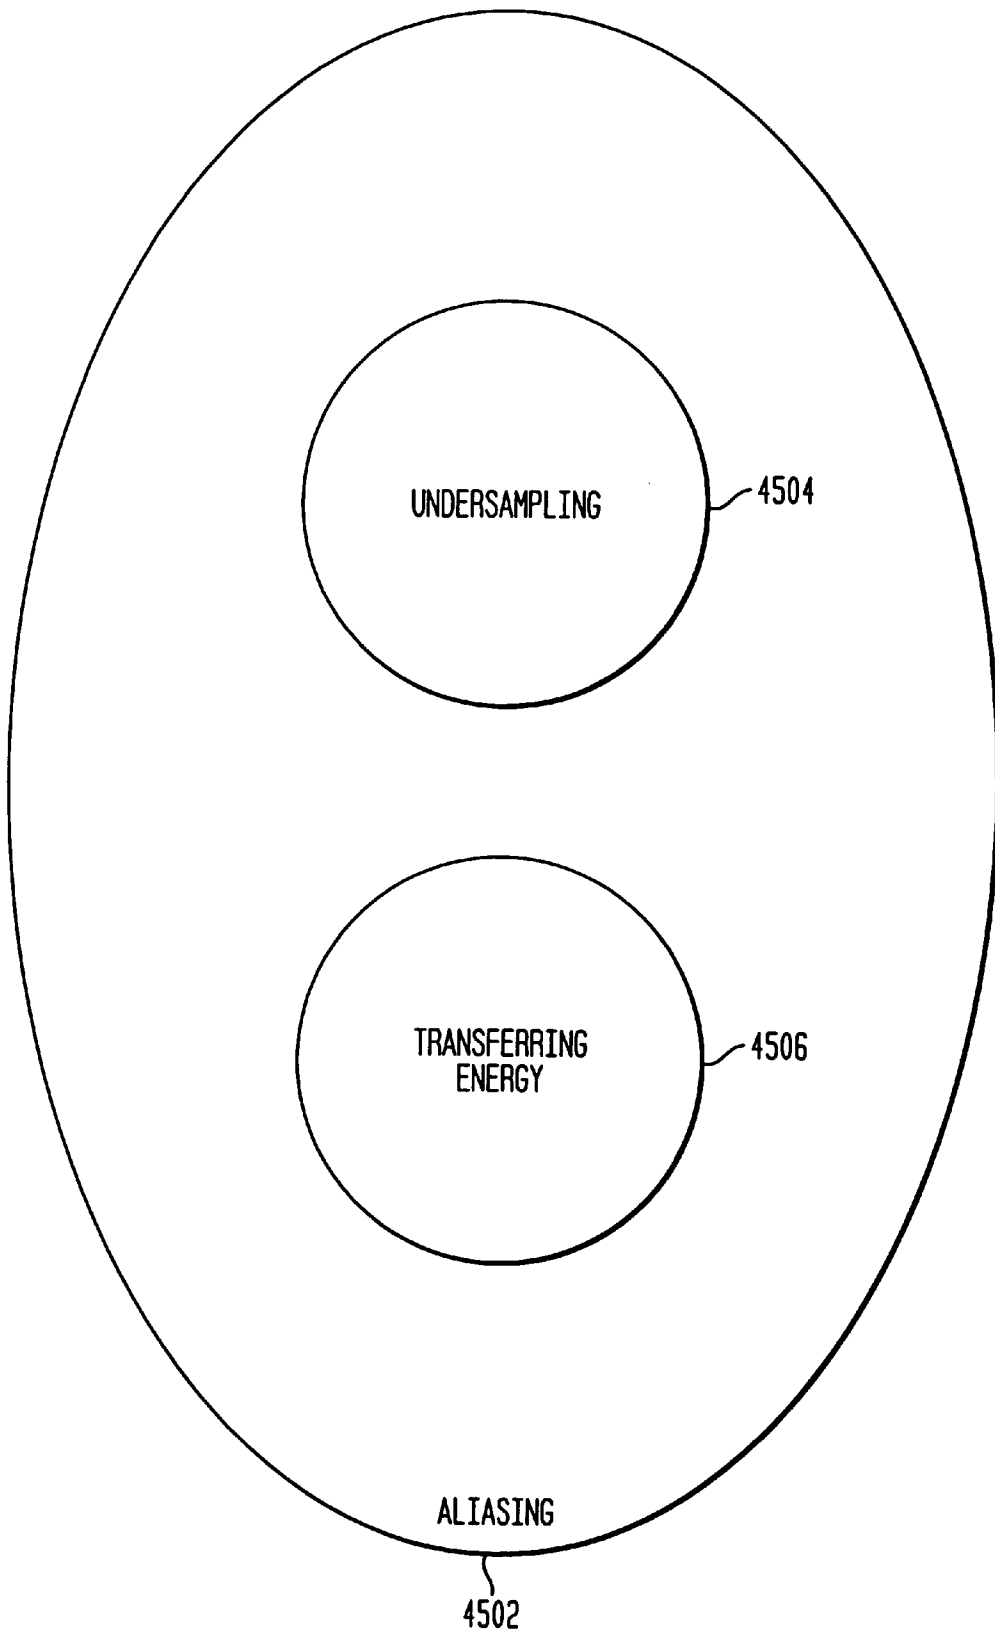 UNDERSAMPLING
4504
TRANSFERRING
ENERGY
4506
ALIASING
4502